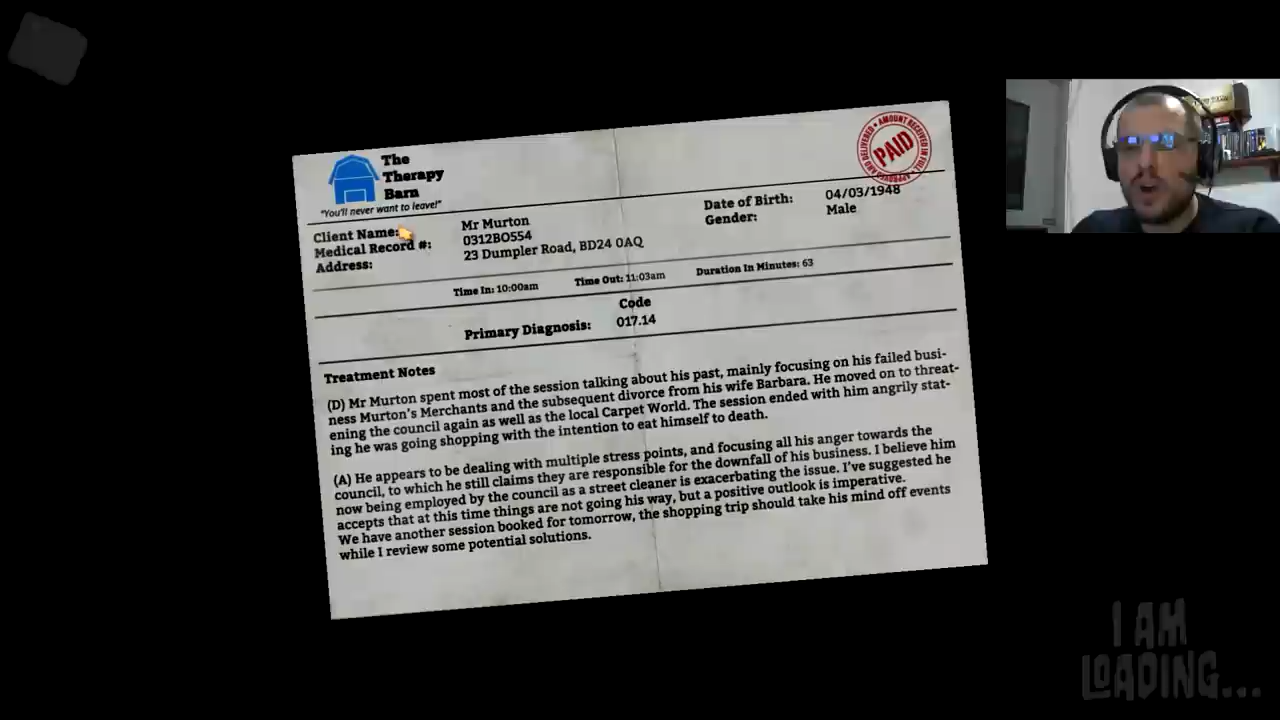 The
Therapy
Barn
"You'll never want to leave!"
AMOUNT RECEIVED IN FULL
PAID
DELIVERED
Client Name: Mr Murton
Medical Record #: 0312BO554
Address: 23 Dumpler Road, BD24 0AQ
Date of Birth: 04/03/1948
Gender: Male
Time In: 10:00am Time Out: 11:03am Duration In Minutes: 63
Code
Primary Diagnosis: 017.14
Treatment Notes
(D) Mr Murton spent most of the session talking about his past, mainly focusing on his failed busi-
ness Murton's Merchants and the subsequent divorce from his wife Barbara. He moved on to threat-
ening the council again as well as the local Carpet World. The session ended with him angrily stat-
ing he was going shopping with the intention to eat himself to death.
(A) He appears to be dealing with multiple stress points, and focusing all his anger towards the
council, to which he still claims they are responsible for the downfall of his business. I believe him
now being employed by the council as a street cleaner is exacerbating the issue. I've suggested he
accepts that at this time things are not going his way, but a positive outlook is imperative.
We have another session booked for tomorrow, the shopping trip should take his mind off events
while I review some potential solutions.
I AM
LOADING...